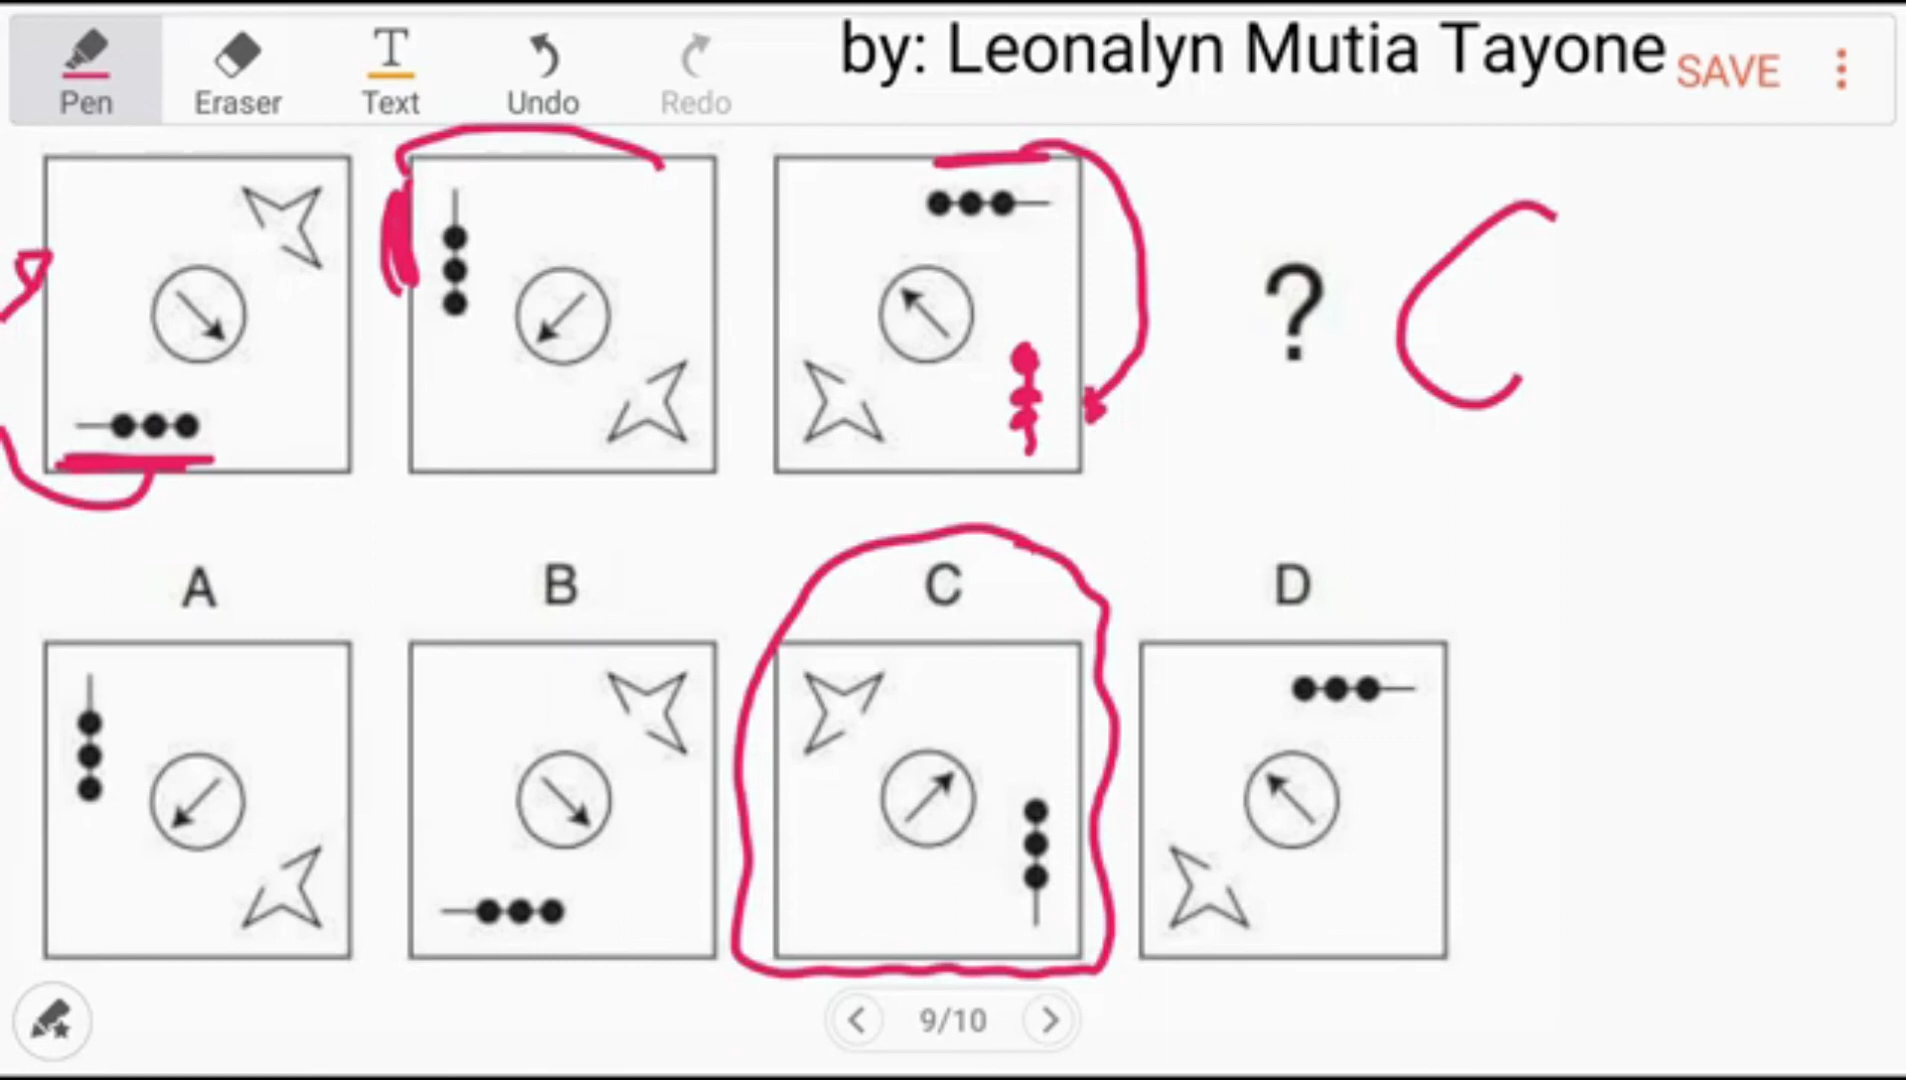 by: Leonalyn Mutia Tayone
Pen
Eraser
T
Text
Undo
Redo
SAVE
?
C
A
B
C
D
9/10